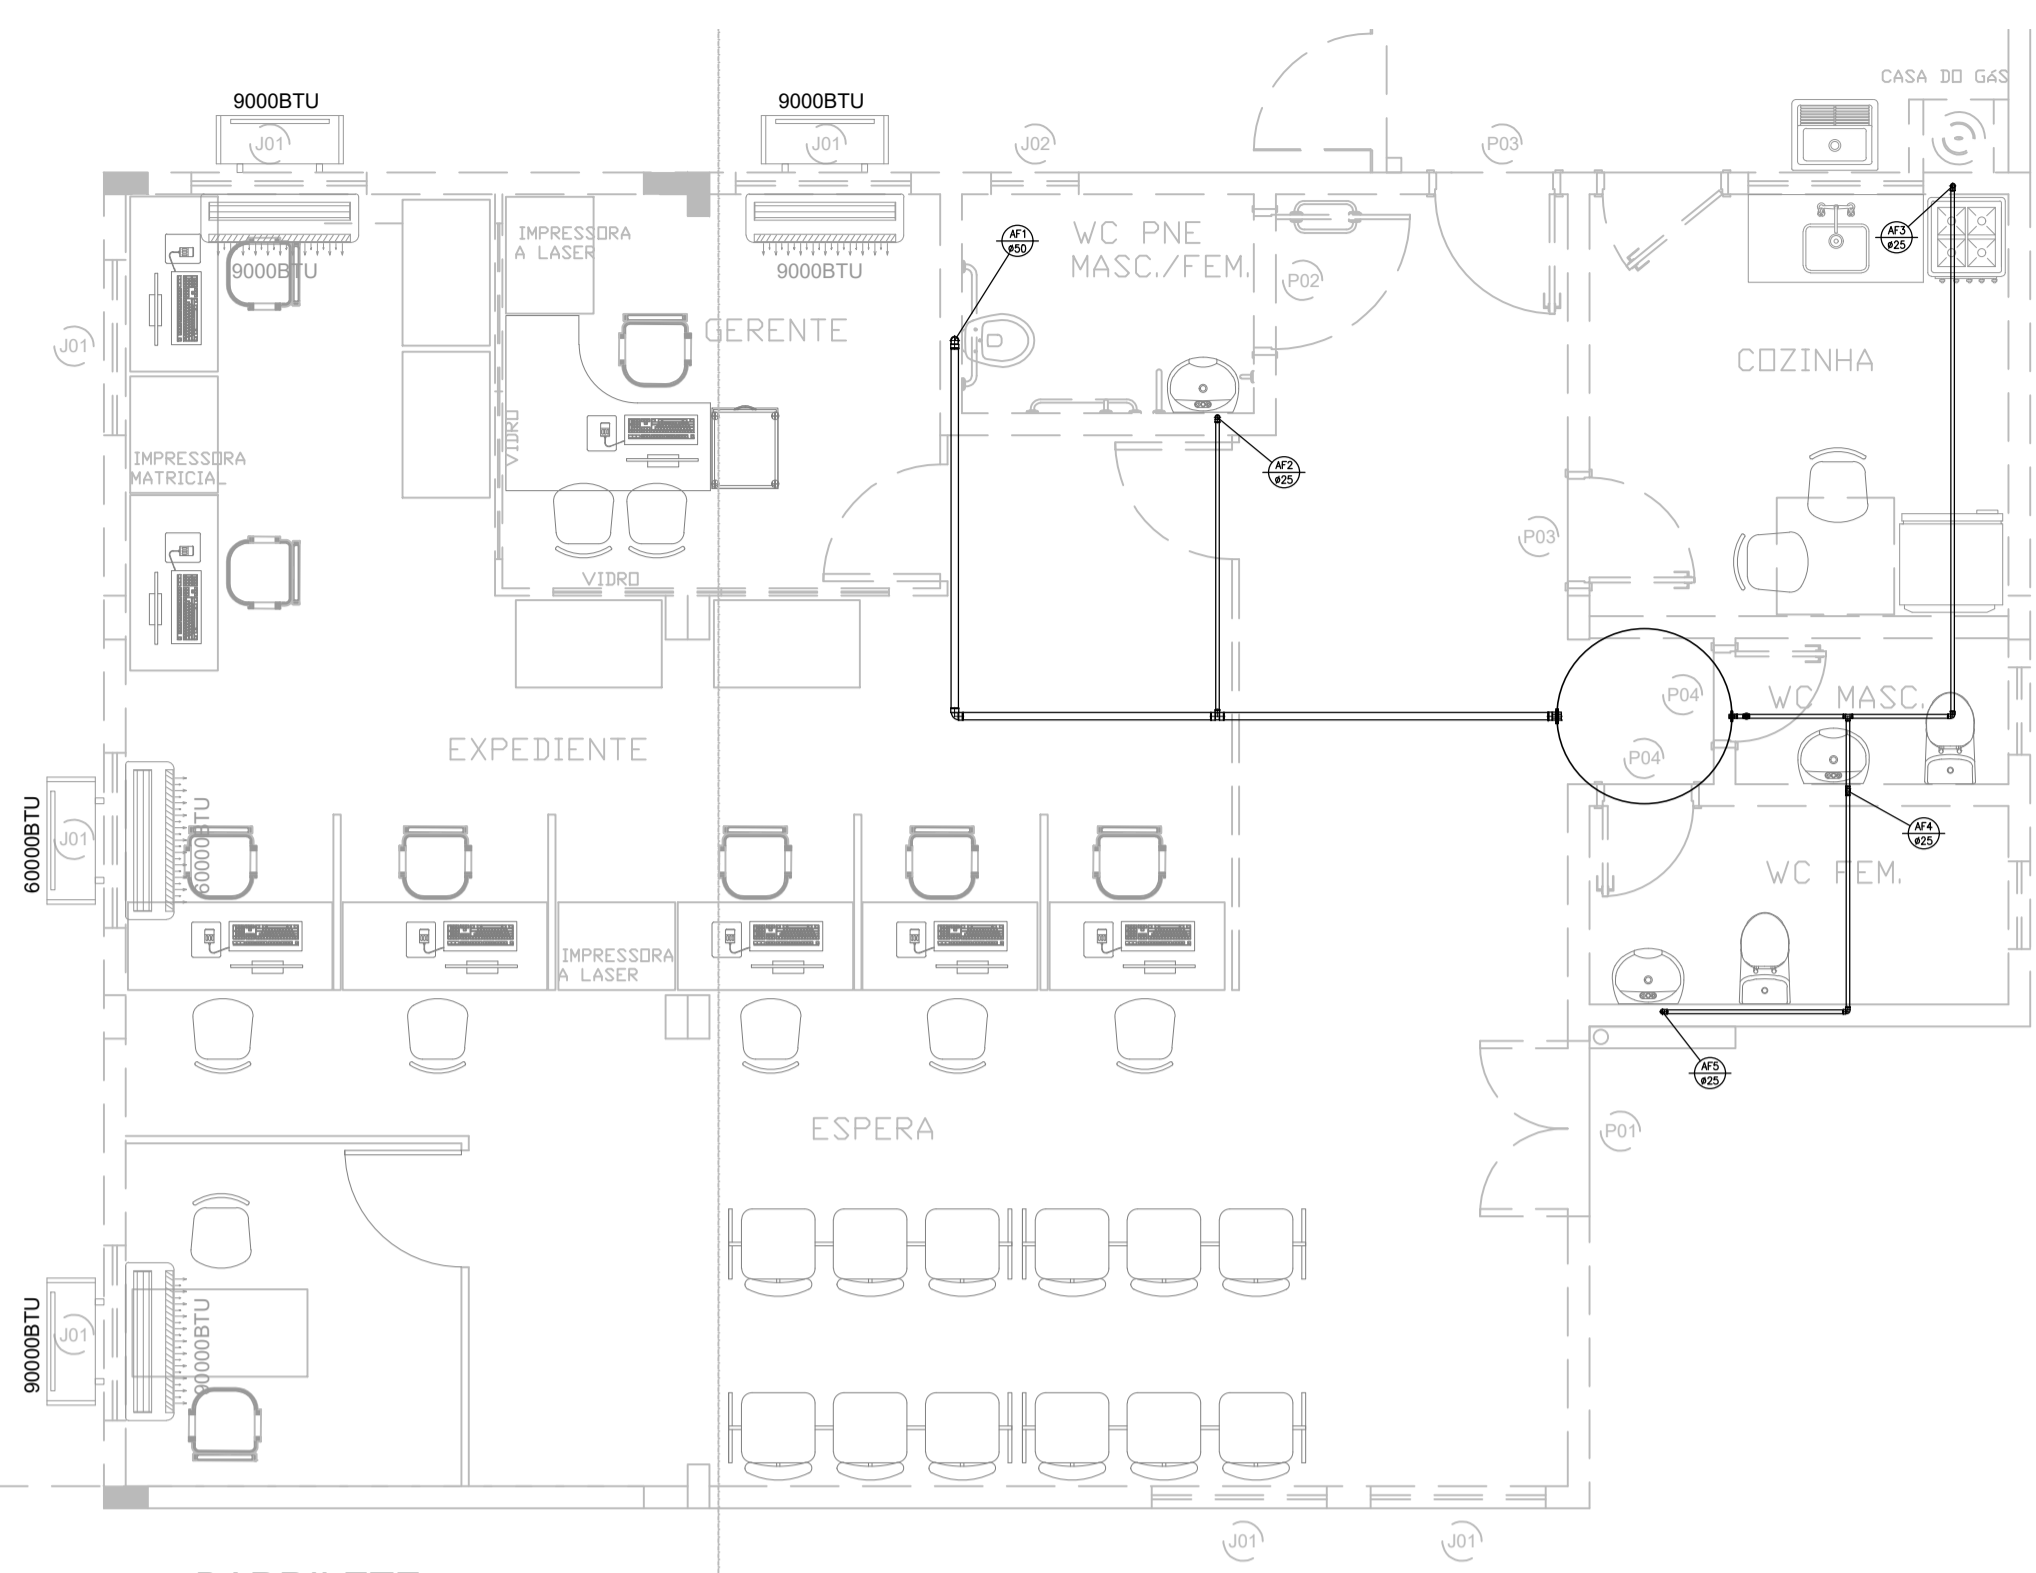 CASA DO GÁS
9000BTU
9000BTU
J01
J01
J02
P03
IMPRESSORA
A LASER
WC PNE
MASC./FEM.
AF1
ø50
AF3
ø25
9000BTU
9000BTU
P02
GERENTE
J01
COZINHA
VIDRO
IMPRESSORA
MATRICIAL
AF2
ø25
P03
VIDRO
P04
WC MASC.
EXPEDIENTE
P04
60000BTU
J01
60000BTU
AF4
ø25
WC FEM.
IMPRESSORA
A LASER
AF5
ø25
ESPERA
P01
90000BTU
J01
90000BTU
J01
J01